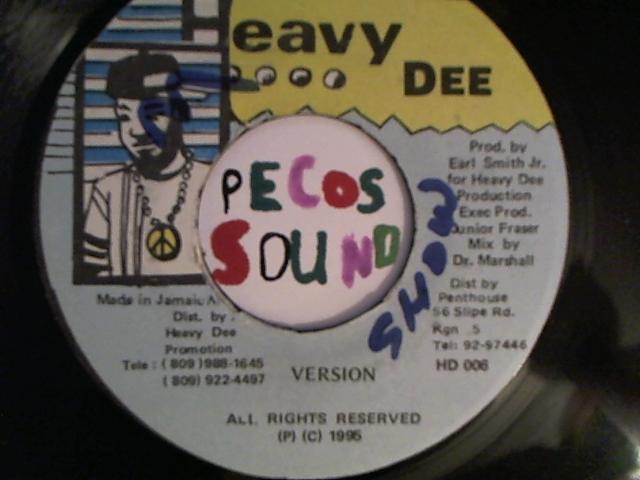 Heavy
DEE
PECOS
SOUND
SHOW
Prod. by
Earl Smith Jr.
for Heavy Dee
Production
Exec Prod.
Junior Fraser
Mix by
Dr. Marshall
Dist by
Penthouse
56 Slipe Rd.
Kgn 5
Tel: 92-97446
HD 006
Made in Jamaica
Dist. by
Heavy Dee
Promotion
Tele : (809) 988-1645
(809) 922-4497
VERSION
ALL RIGHTS RESERVED
(P) (C) 1995